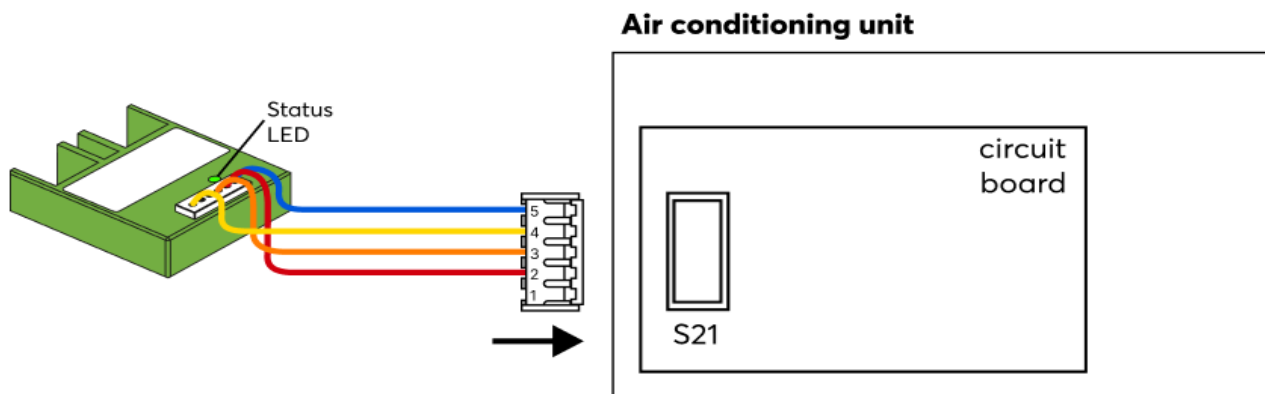 Air conditioning unit
Status
LED
circuit
board
5
4
3
2
1
S21